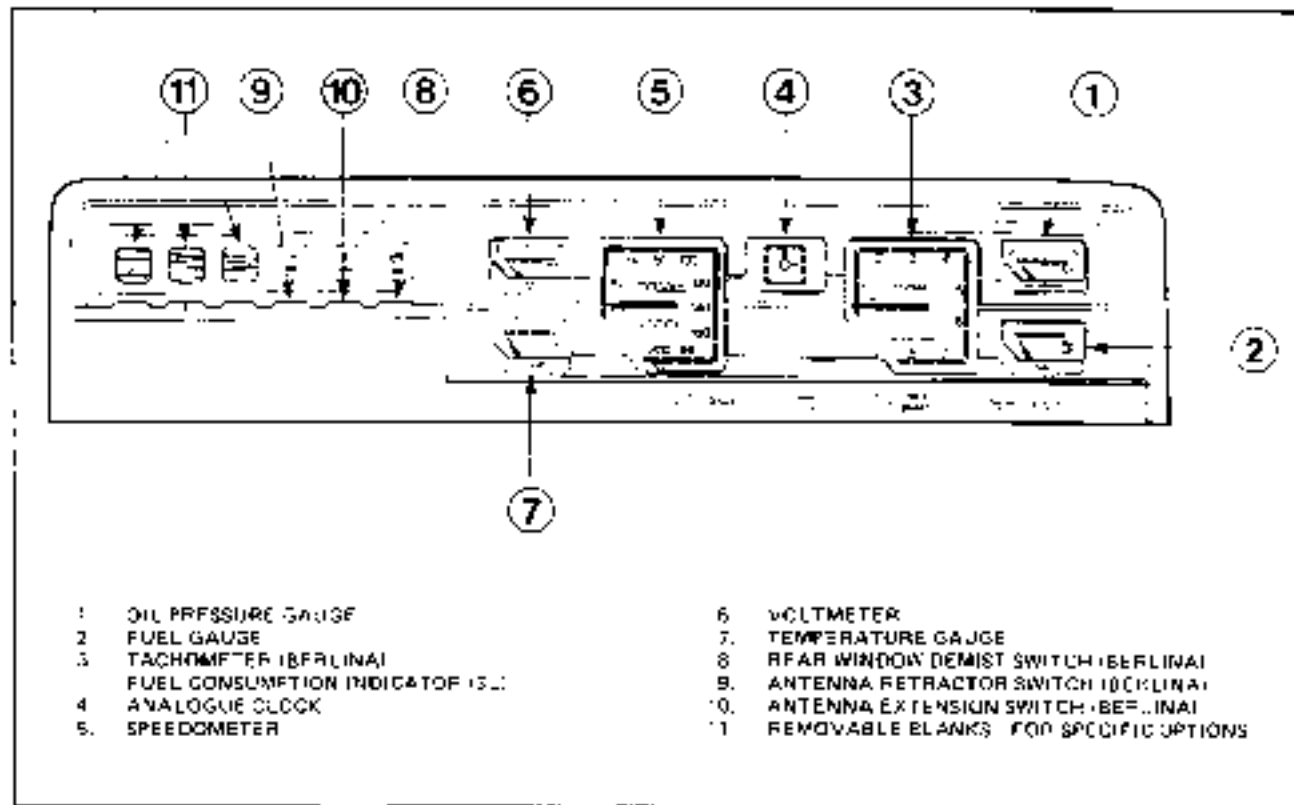 11 9 10 8 6 5 4 3 1
2
7
1 OIL PRESSURE GAUGE
2 FUEL GAUGE
3 TACHOMETER (BERLINA)
FUEL CONSUMPTION INDICATOR (SL)
4 ANALOGUE CLOCK
5. SPEEDOMETER
6 VOLTMETER
7. TEMPERATURE GAUGE
8 REAR WINDOW DEMIST SWITCH (BERLINA)
9. ANTENNA RETRACTOR SWITCH (BERLINA)
10. ANTENNA EXTENSION SWITCH (BERLINA)
11 REMOVABLE BLANKS FOR SPECIFIC OPTIONS